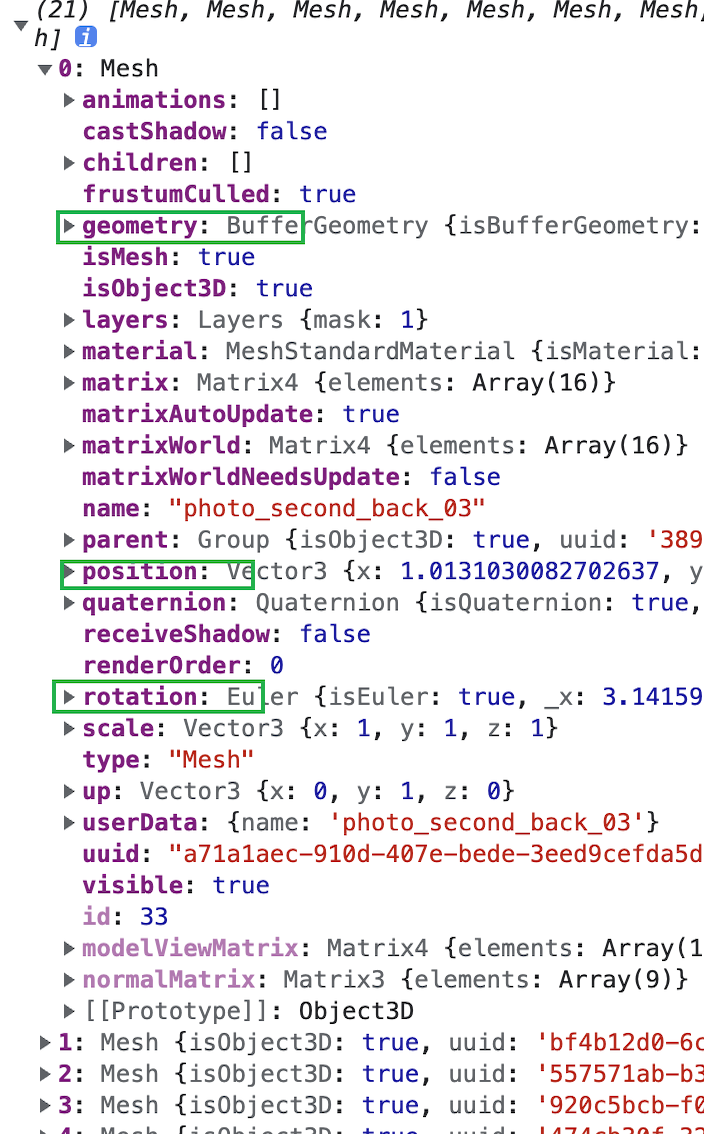 (21) [Mesh, Mesh, Mesh, Mesh, Mesh, Mesh, Mesh,
h] i
0: Mesh
animations: []
castShadow: false
children: []
frustumCulled: true
geometry: BufferGeometry {isBufferGeometry:
isMesh: true
isObject3D: true
layers: Layers {mask: 1}
material: MeshStandardMaterial {isMaterial:
matrix: Matrix4 {elements: Array(16)}
matrixAutoUpdate: true
matrixWorld: Matrix4 {elements: Array(16)}
matrixWorldNeedsUpdate: false
name: "photo_second_back_03"
parent: Group {isObject3D: true, uuid: '389
position: Vector3 {x: 1.0131030082702637, y
quaternion: Quaternion {isQuaternion: true,
receiveShadow: false
renderOrder: 0
rotation: Euler {isEuler: true, _x: 3.14159
scale: Vector3 {x: 1, y: 1, z: 1}
type: "Mesh"
up: Vector3 {x: 0, y: 1, z: 0}
userData: {name: 'photo_second_back_03'}
uuid: "a71a1aec-910d-407e-bede-3eed9cefda5d
visible: true
id: 33
modelViewMatrix: Matrix4 {elements: Array(1
normalMatrix: Matrix3 {elements: Array(9)}
[[Prototype]]: Object3D
1: Mesh {isObject3D: true, uuid: 'bf4b12d0-6c
2: Mesh {isObject3D: true, uuid: '557571ab-b3
3: Mesh {isObject3D: true, uuid: '920c5bcb-f0
4: Mesh {isObject3D: true, uuid: